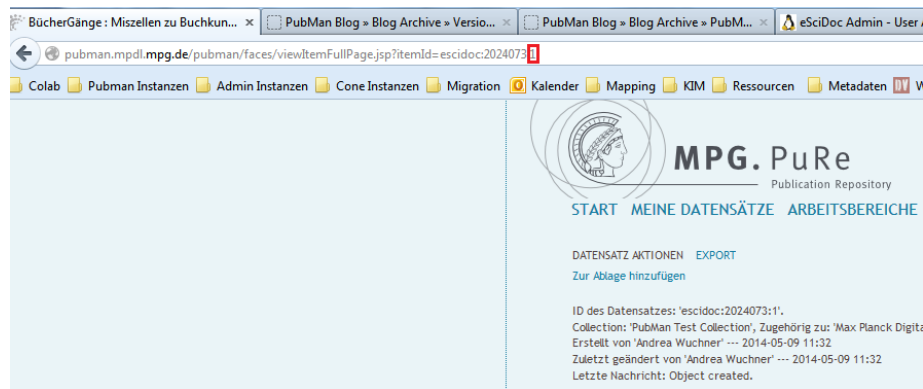 BücherGänge : Miszellen zu Buchkun... × PubMan Blog » Blog Archive » Versio... × PubMan Blog » Blog Archive » PubM... × eSciDoc Admin - User
pubman.mpdl.mpg.de/pubman/faces/viewItemFullPage.jsp?itemId=escidoc:2024073:1
Colab Pubman Instanzen Admin Instanzen Cone Instanzen Migration Kalender Mapping KIM Ressourcen Metadaten DV W
MPG. PuRe
Publication Repository
START MEINE DATENSÄTZE ARBEITSBEREICHE
DATENSATZ AKTIONEN EXPORT
Zur Ablage hinzufügen
ID des Datensatzes: 'escidoc:2024073:1'.
Collection: 'PubMan Test Collection', Zugehörig zu: 'Max Planck Digita
Erstellt von 'Andrea Wuchner' --- 2014-05-09 11:32
Zuletzt geändert von 'Andrea Wuchner' --- 2014-05-09 11:32
Letzte Nachricht: Object created.